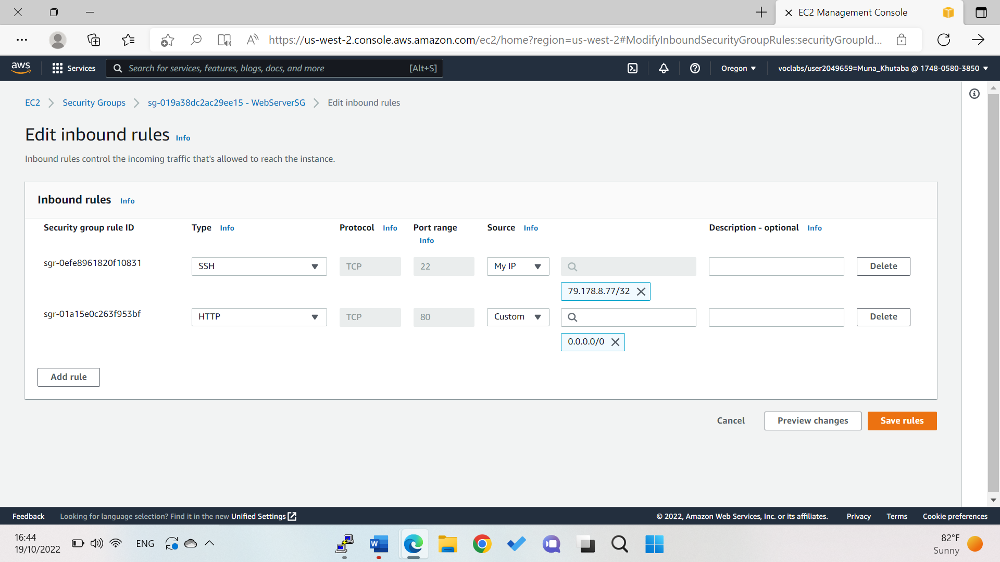 EC2 Management Console
https://us-west-2.console.aws.amazon.com/ec2/home?region=us-west-2#ModifyInboundSecurityGroupRules:securityGroupId...
aws
Services
Search for services, features, blogs, docs, and more
[Alt+S]
Oregon
voclabs/user2049659=Muna_Khutaba @ 1748-0580-3850
EC2
Security Groups
sg-019a38dc2ac29ee15 - WebServerSG
Edit inbound rules
Edit inbound rules Info
Inbound rules control the incoming traffic that's allowed to reach the instance.
Inbound rules Info
Security group rule ID
Type Info
Protocol Info
Port range
Info
Source Info
Description - optional Info
sgr-0efe8961820f10831
SSH
TCP
22
My IP
Delete
79.178.8.77/32
sgr-01a15e0c263f953bf
HTTP
TCP
80
Custom
Delete
0.0.0.0/0
Add rule
Cancel
Preview changes
Save rules
Feedback
Looking for language selection? Find it in the new Unified Settings
© 2022, Amazon Web Services, Inc. or its affiliates.
Privacy
Terms
Cookie preferences
16:44
19/10/2022
ENG
W
82°F
Sunny